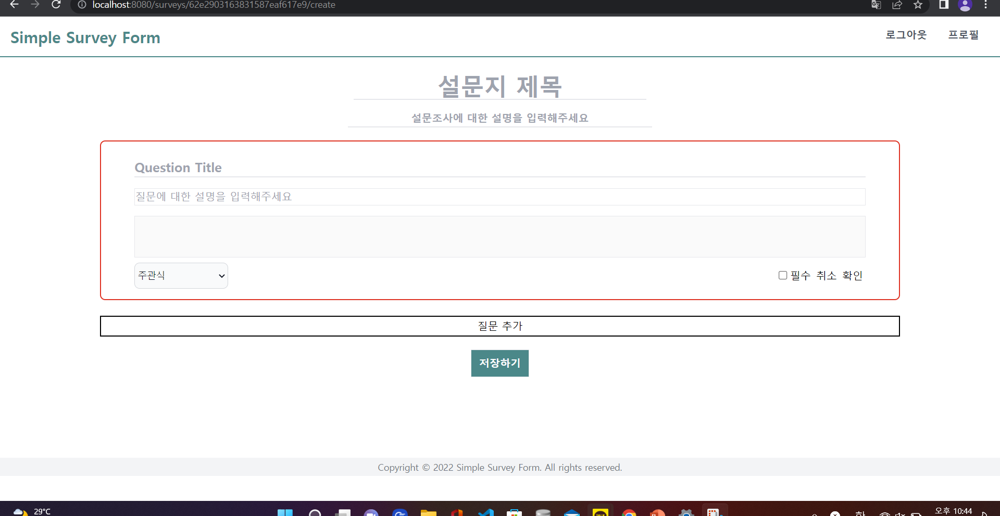 localhost:8080/surveys/62e2903163831587eaf617e9/create
Simple Survey Form
로그아웃 프로필
설문지 제목
설문조사에 대한 설명을 입력해주세요
Question Title
질문에 대한 설명을 입력해주세요
주관식
필수 취소 확인
질문 추가
저장하기
Copyright © 2022 Simple Survey Form. All rights reserved.
29°C
오후 10:44